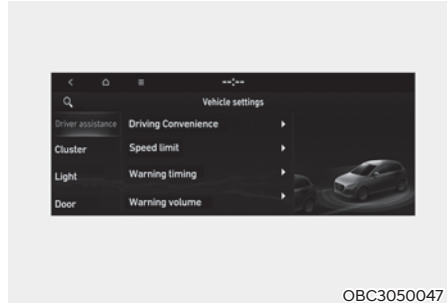 --:--
Vehicle settings
Driver assistance
Driving Convenience
Cluster
Speed limit
Light
Warning timing
Door
Warning volume
OBC3050047